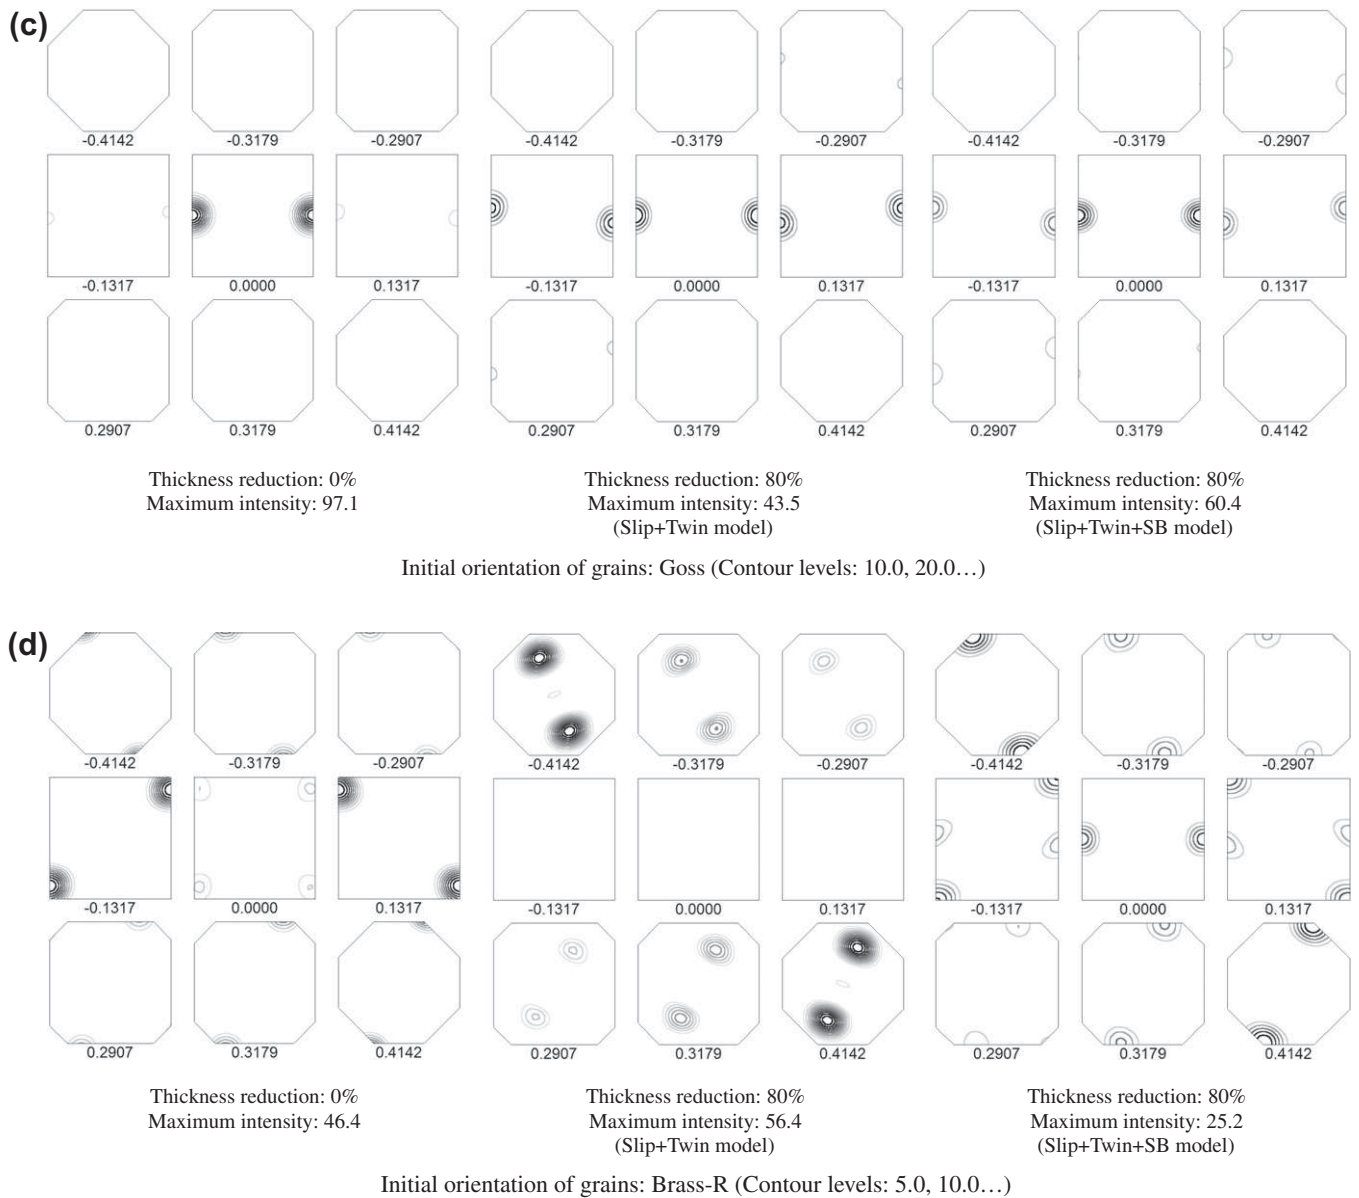 (c)
-0.4142 -0.3179 -0.2907 -0.4142 -0.3179 -0.2907 -0.4142 -0.3179 -0.2907
-0.1317 0.0000 0.1317 -0.1317 0.0000 0.1317 -0.1317 0.0000 0.1317
0.2907 0.3179 0.4142 0.2907 0.3179 0.4142 0.2907 0.3179 0.4142
Thickness reduction: 0%
Maximum intensity: 97.1
Thickness reduction: 80%
Maximum intensity: 43.5
(Slip+Twin model)
Thickness reduction: 80%
Maximum intensity: 60.4
(Slip+Twin+SB model)
Initial orientation of grains: Goss (Contour levels: 10.0, 20.0…)
(d)
-0.4142 -0.3179 -0.2907 -0.4142 -0.3179 -0.2907 -0.4142 -0.3179 -0.2907
-0.1317 0.0000 0.1317 -0.1317 0.0000 0.1317 -0.1317 0.0000 0.1317
0.2907 0.3179 0.4142 0.2907 0.3179 0.4142 0.2907 0.3179 0.4142
Thickness reduction: 0%
Maximum intensity: 46.4
Thickness reduction: 80%
Maximum intensity: 56.4
(Slip+Twin model)
Thickness reduction: 80%
Maximum intensity: 25.2
(Slip+Twin+SB model)
Initial orientation of grains: Brass-R (Contour levels: 5.0, 10.0…)